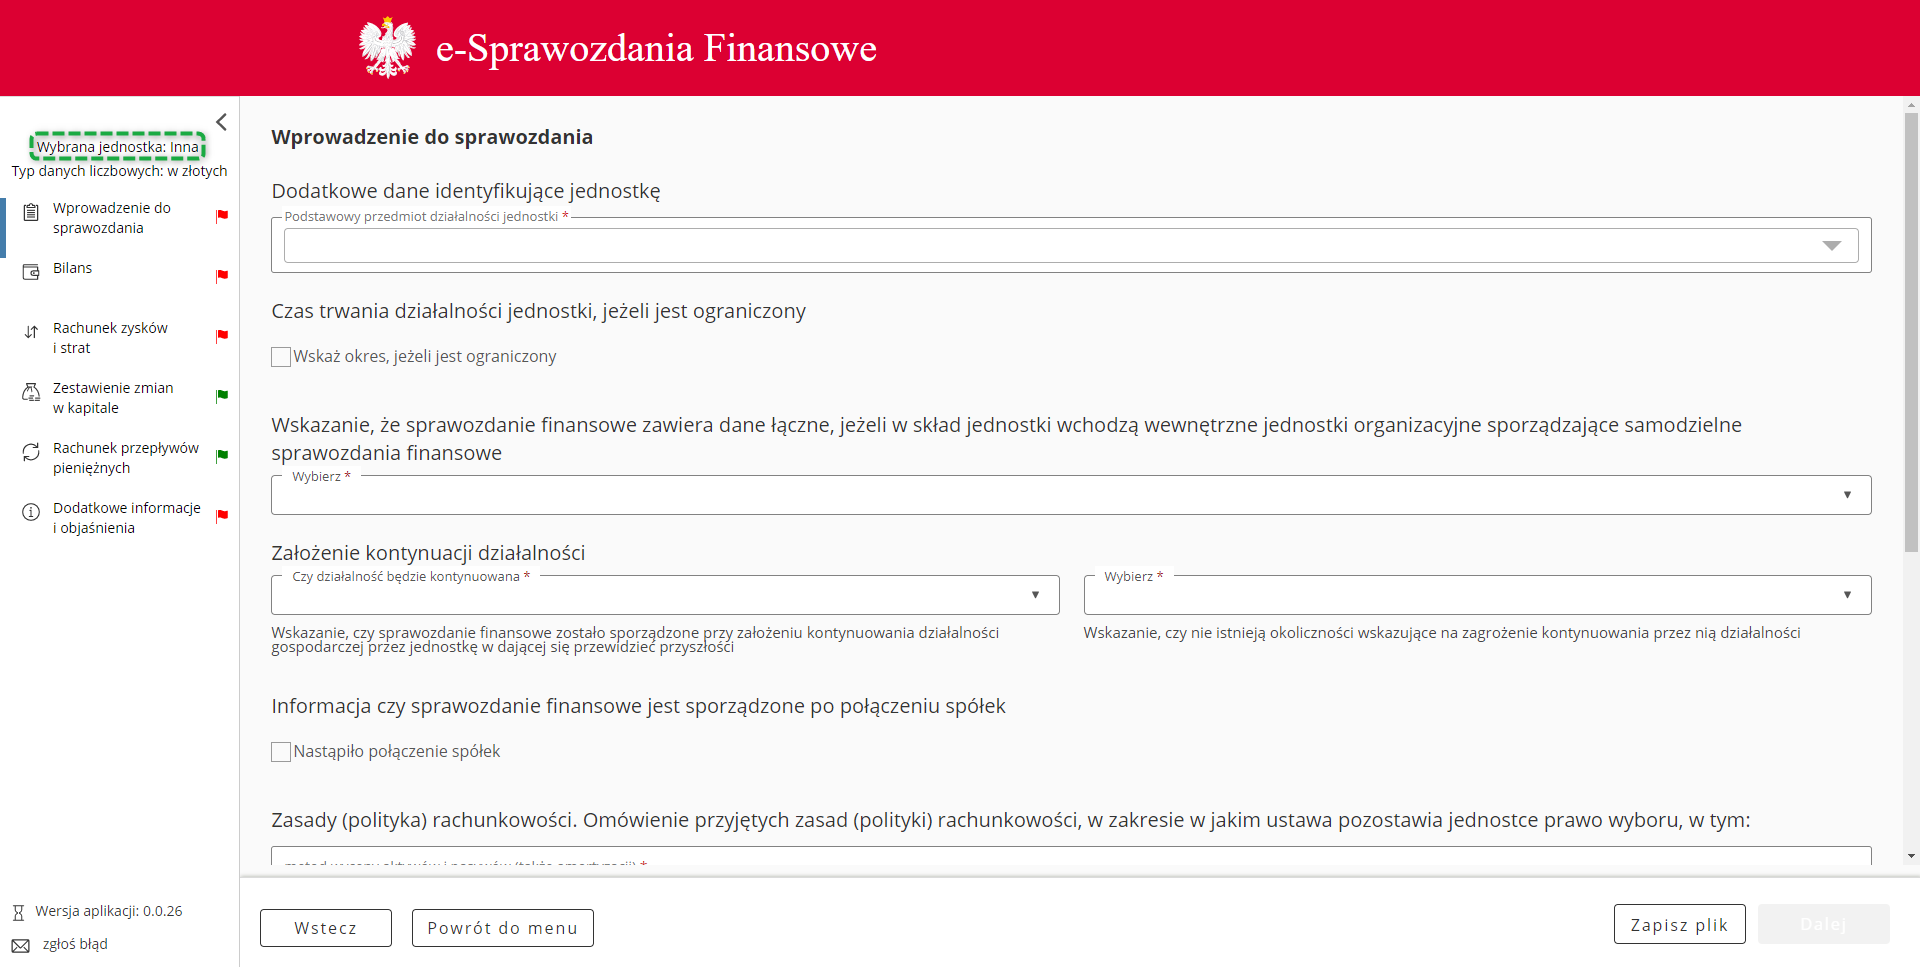 e-Sprawozdania Finansowe
Wybrana jednostka: Inna
Typ danych liczbowych: w złotych
Wprowadzenie do
sprawozdania
Bilans
Rachunek zysków
i strat
Zestawienie zmian
w kapitale
Rachunek przepływów
pieniężnych
Dodatkowe informacje
i objaśnienia
Wersja aplikacji: 0.0.26
zgłoś błąd
Wprowadzenie do sprawozdania
Dodatkowe dane identyfikujące jednostkę
Podstawowy przedmiot działalności jednostki *
Czas trwania działalności jednostki, jeżeli jest ograniczony
Wskaż okres, jeżeli jest ograniczony
Wskazanie, że sprawozdanie finansowe zawiera dane łączne, jeżeli w skład jednostki wchodzą wewnętrzne jednostki organizacyjne sporządzające samodzielne
sprawozdania finansowe
Wybierz *
Założenie kontynuacji działalności
Czy działalność będzie kontynuowana *
Wybierz *
Wskazanie, czy sprawozdanie finansowe zostało sporządzone przy założeniu kontynuowania działalności
gospodarczej przez jednostkę w dającej się przewidzieć przyszłości
Wskazanie, czy nie istnieją okoliczności wskazujące na zagrożenie kontynuowania przez nią działalności
Informacja czy sprawozdanie finansowe jest sporządzone po połączeniu spółek
Nastąpiło połączenie spółek
Zasady (polityka) rachunkowości. Omówienie przyjętych zasad (polityki) rachunkowości, w zakresie w jakim ustawa pozostawia jednostce prawo wyboru, w tym:
Wstecz
Powrót do menu
Zapisz plik
Dalej